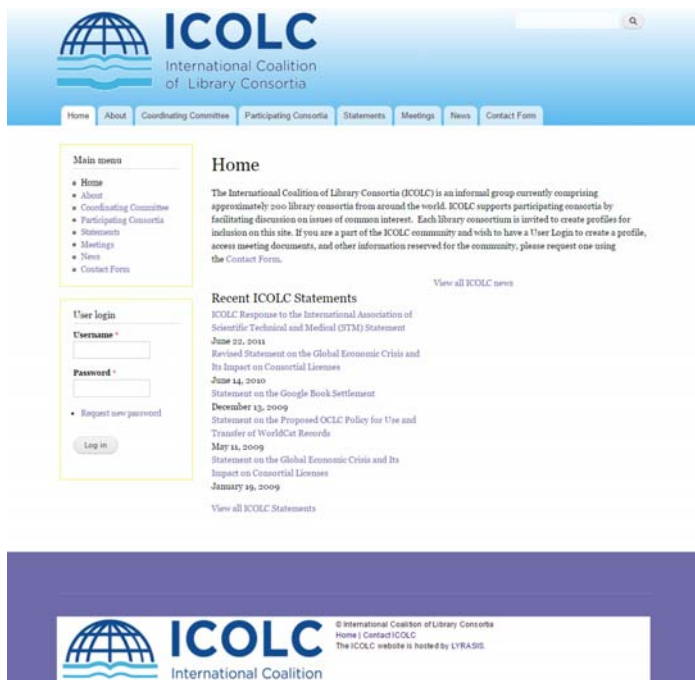 ICOLC
International Coalition
of Library Consortia
Home About Coordinating Committee Participating Consortia Statements Meetings News Contact Form
Main menu
Home
About
Coordinating Committee
Participating Consortia
Statements
Meetings
News
Contact Form
User login
Username *
Password *
Request new password
Log in
Home
The International Coalition of Library Consortia (ICOLC) is an informal group currently comprising
approximately 200 library consortia from around the world. ICOLC supports participating consortia by
facilitating discussion on issues of common interest. Each library consortium is invited to create profiles for
inclusion on this site. If you are a part of the ICOLC community and wish to have a User Login to create a profile,
access meeting documents, and other information reserved for the community, please request one using
the Contact Form.
View all ICOLC news
Recent ICOLC Statements
ICOLC Response to the International Association of
Scientific Technical and Medical (STM) Statement
June 22, 2011
Revised Statement on the Global Economic Crisis and
Its Impact on Consortial Licenses
June 14, 2010
Statement on the Google Book Settlement
December 13, 2009
Statement on the Proposed OCLC Policy for Use and
Transfer of WorldCat Records
May 11, 2009
Statement on the Global Economic Crisis and Its
Impact on Consortial Licenses
January 19, 2009
View all ICOLC Statements
ICOLC
International Coalition
© International Coalition of Library Consortia
Home | Contact ICOLC
The ICOLC website is hosted by LYRASIS.